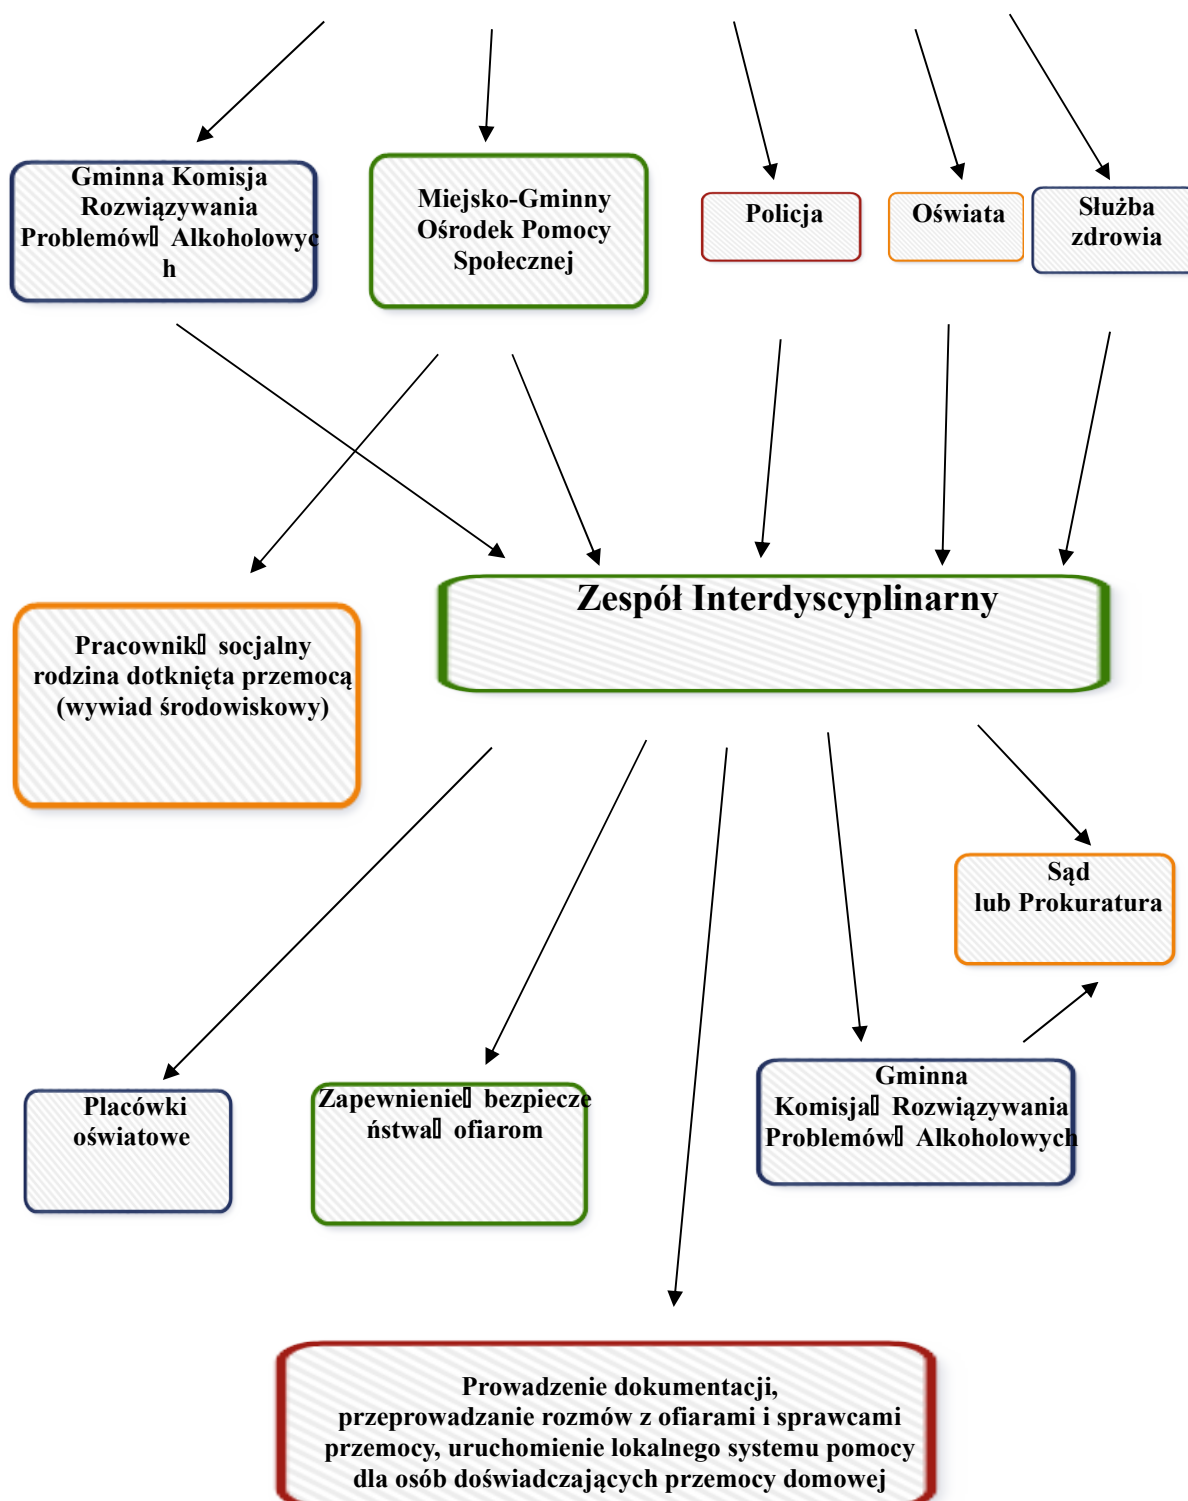 Gminna Komisja
Rozwiązywania
Problemów Alkoholowyc
h
Miejsko-Gminny
Ośrodek Pomocy
Społecznej
Policja
Oświata
Służba
zdrowia
Zespół Interdyscyplinarny
Pracownik socjalny
rodzina dotknięta przemocą
(wywiad środowiskowy)
Sąd
lub Prokuratura
Placówki
oświatowe
Zapewnienie bezpiecze
ństwa ofiarom
Gminna
Komisja Rozwiązywania
Problemów Alkoholowych
Prowadzenie dokumentacji,
przeprowadzanie rozmów z ofiarami i sprawcami
przemocy, uruchomienie lokalnego systemu pomocy
dla osób doświadczających przemocy domowej